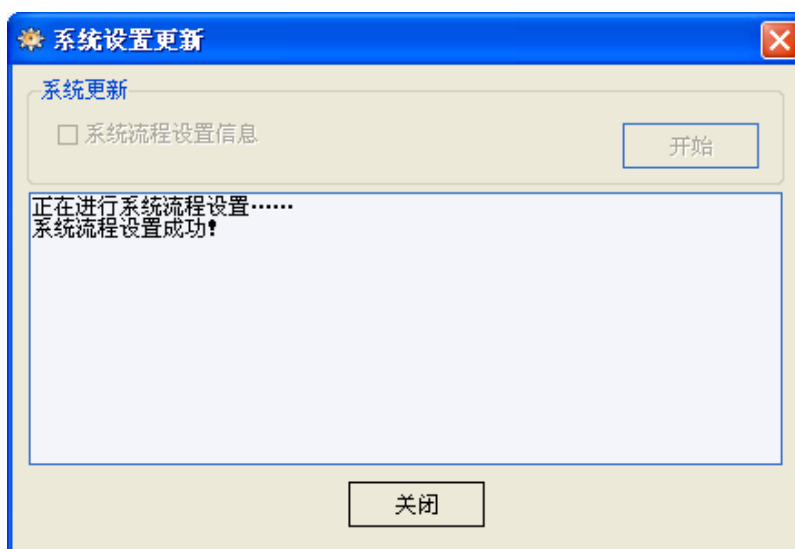 系统设置更新
系统更新
系统流程设置信息
开始
正在进行系统流程设置……
系统流程设置成功!
关闭